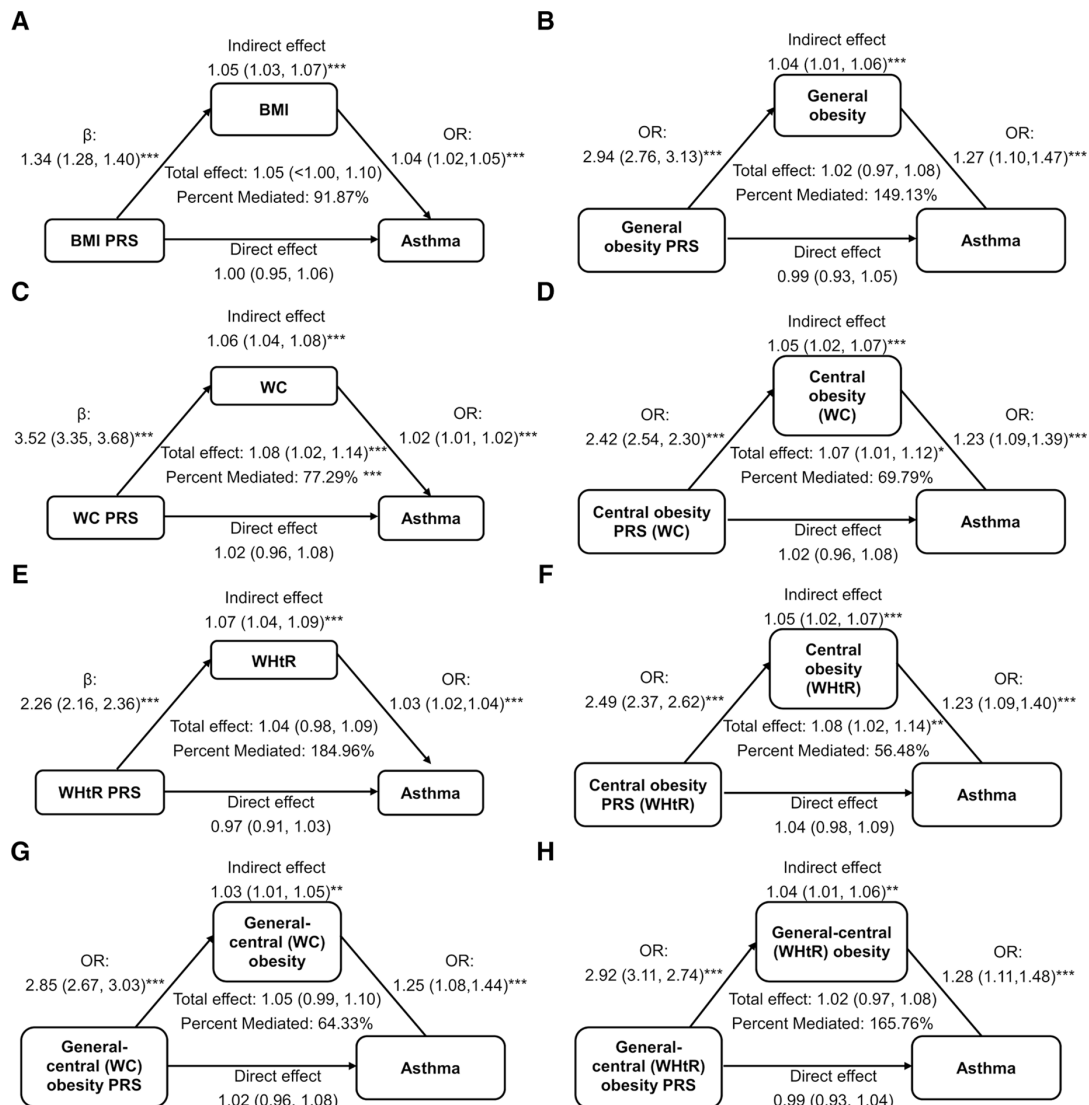 A
Indirect effect
1.05 (1.03, 1.07)***
BMI
β:
1.34 (1.28, 1.40)***
OR:
1.04 (1.02,1.05)***
Total effect: 1.05 (<1.00, 1.10)
Percent Mediated: 91.87%
BMI PRS
Asthma
Direct effect
1.00 (0.95, 1.06)
B
Indirect effect
1.04 (1.01, 1.06)***
General
obesity
OR:
2.94 (2.76, 3.13)***
OR:
1.27 (1.10,1.47)***
Total effect: 1.02 (0.97, 1.08)
Percent Mediated: 149.13%
General
obesity PRS
Asthma
Direct effect
0.99 (0.93, 1.05)
C
Indirect effect
1.06 (1.04, 1.08)***
WC
β:
3.52 (3.35, 3.68)***
OR:
1.02 (1.01, 1.02)***
Total effect: 1.08 (1.02, 1.14)***
Percent Mediated: 77.29% ***
WC PRS
Asthma
Direct effect
1.02 (0.96, 1.08)
D
Indirect effect
1.05 (1.02, 1.07)***
Central
obesity
(WC)
OR:
2.42 (2.54, 2.30)***
OR:
1.23 (1.09,1.39)***
Total effect: 1.07 (1.01, 1.12)*
Percent Mediated: 69.79%
Central obesity
PRS (WC)
Asthma
Direct effect
1.02 (0.96, 1.08)
E
Indirect effect
1.07 (1.04, 1.09)***
WHtR
β:
2.26 (2.16, 2.36)***
OR:
1.03 (1.02,1.04)***
Total effect: 1.04 (0.98, 1.09)
Percent Mediated: 184.96%
WHtR PRS
Asthma
Direct effect
0.97 (0.91, 1.03)
F
Indirect effect
1.05 (1.02, 1.07)***
Central
obesity
(WHtR)
OR:
2.49 (2.37, 2.62)***
OR:
1.23 (1.09,1.40)***
Total effect: 1.08 (1.02, 1.14)**
Percent Mediated: 56.48%
Central obesity
PRS (WHtR)
Asthma
Direct effect
1.04 (0.98, 1.09)
G
Indirect effect
1.03 (1.01, 1.05)**
General-
central (WC)
obesity
OR:
2.85 (2.67, 3.03)***
OR:
1.25 (1.08,1.44)***
Total effect: 1.05 (0.99, 1.10)
Percent Mediated: 64.33%
General-
central (WC)
obesity PRS
Asthma
Direct effect
1.02 (0.96, 1.08)
H
Indirect effect
1.04 (1.01, 1.06)**
General-central
(WHtR) obesity
OR:
2.92 (3.11, 2.74)***
OR:
1.28 (1.11,1.48)***
Total effect: 1.02 (0.97, 1.08)
Percent Mediated: 165.76%
General-
central (WHtR)
obesity PRS
Asthma
Direct effect
0.99 (0.93, 1.04)